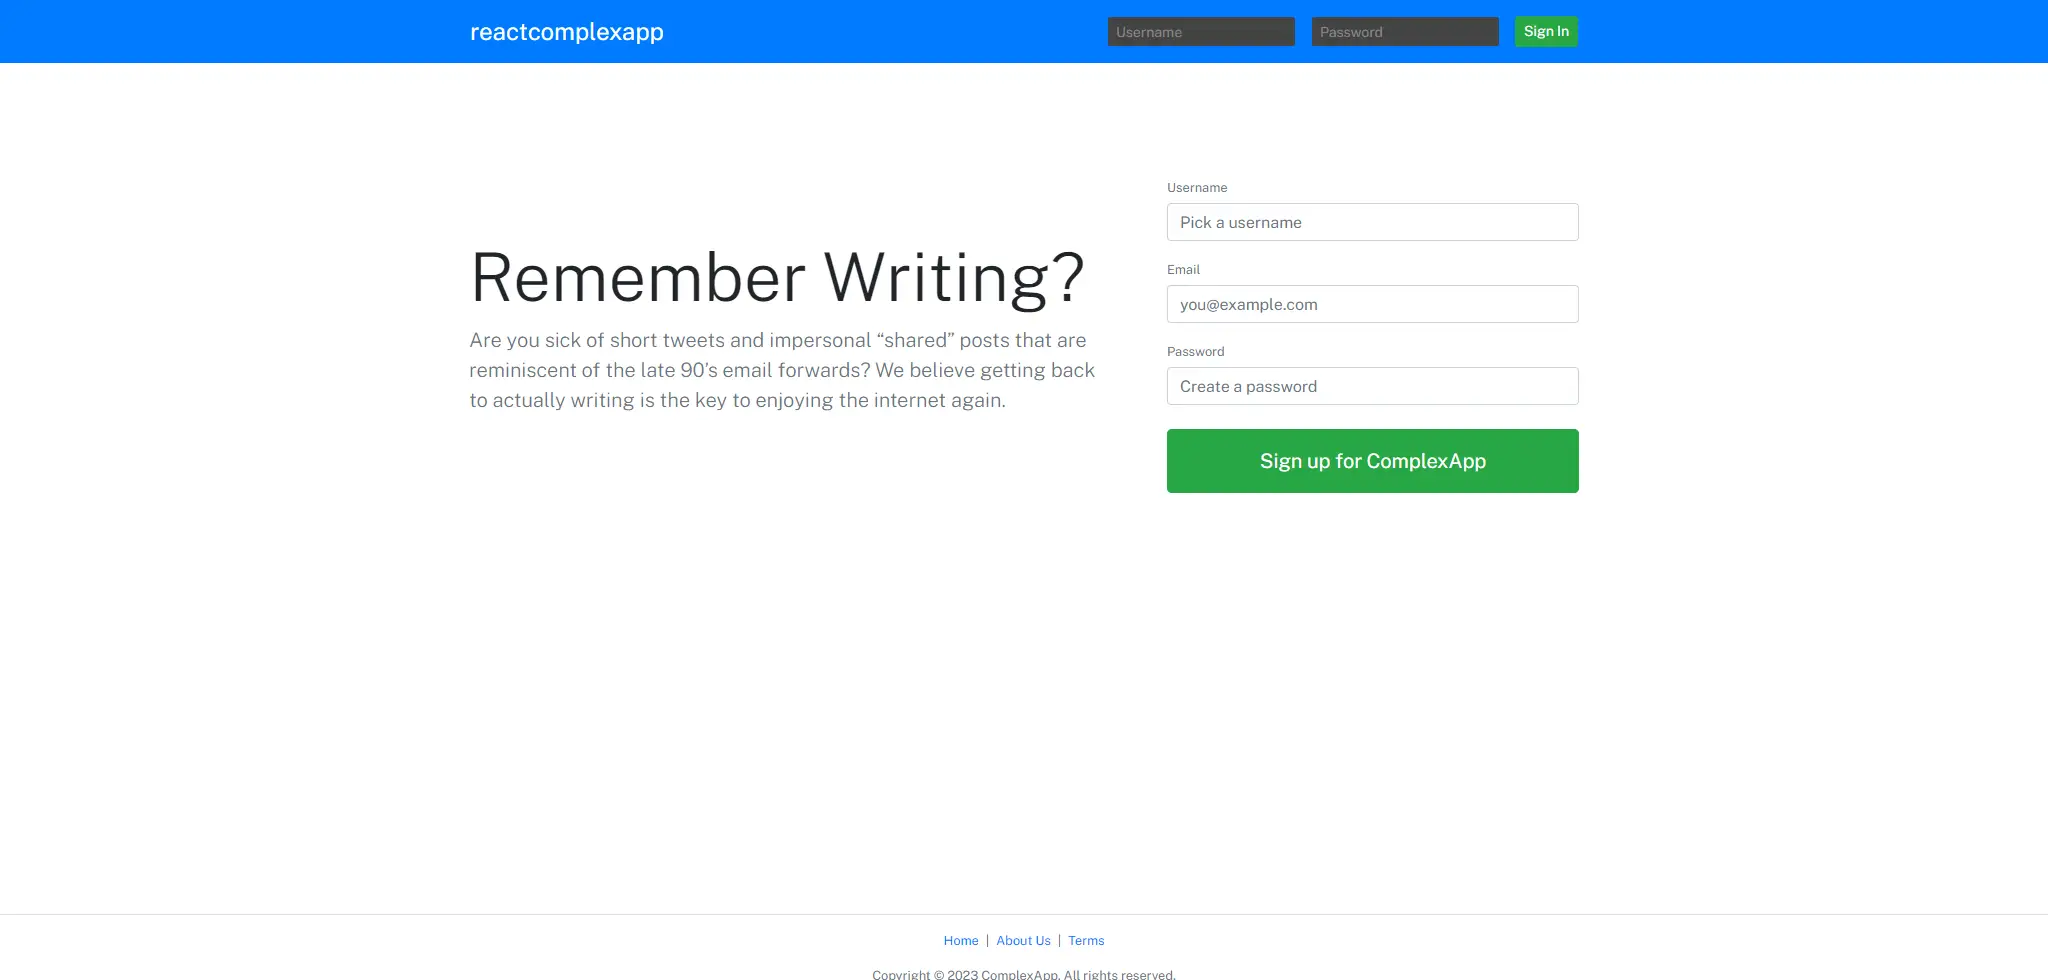 reactcomplexapp
Username
Password
Sign In
Remember Writing?
Are you sick of short tweets and impersonal “shared” posts that are
reminiscent of the late 90’s email forwards? We believe getting back
to actually writing is the key to enjoying the internet again.
Username
Pick a username
Email
you@example.com
Password
Create a password
Sign up for ComplexApp
Home | About Us | Terms
Copyright © 2023 ComplexApp. All rights reserved.